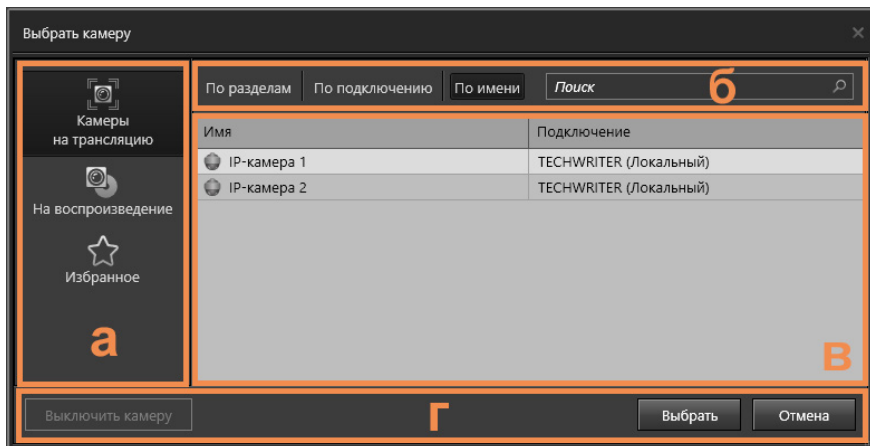 Выбрать камеру
Камеры
на трансляцию
На воспроизведение
Избранное
а
По разделам По подключению По имени Поиск б
Имя Подключение
IP-камера 1 TECHWRITER (Локальный)
IP-камера 2 TECHWRITER (Локальный)
в
Выключить камеру г Выбрать Отмена